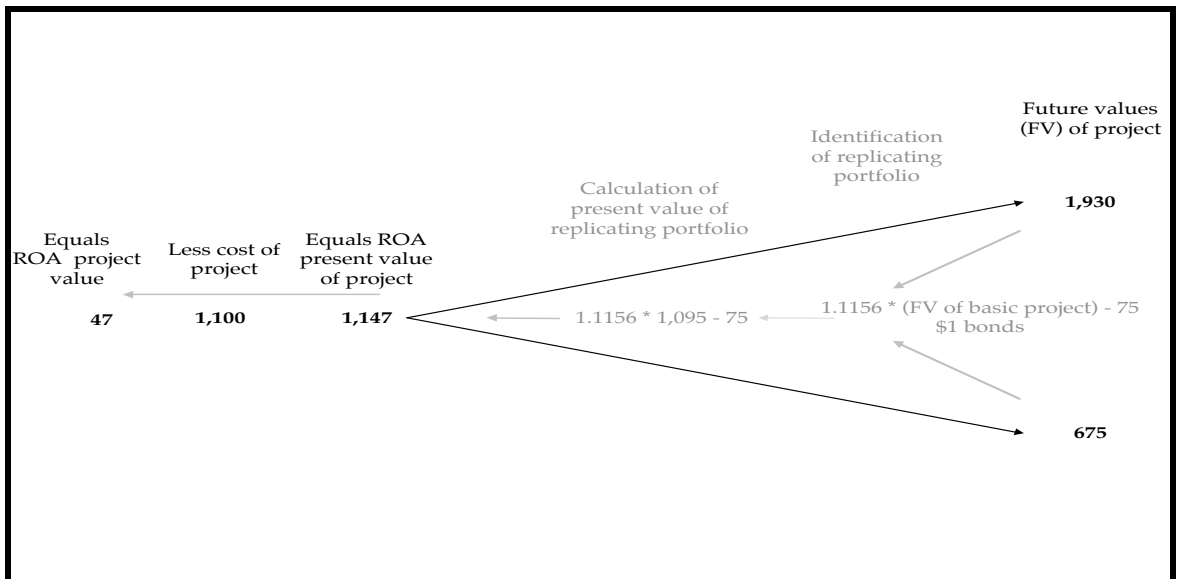 Future values
(FV) of project
Identification
of replicating
portfolio
Calculation of
present value of
replicating portfolio
1,930
Equals
ROA project
value
Less cost of
project
Equals ROA
present value
of project
47
1,100
1,147
1.1156 * 1,095 - 75
1.1156 * (FV of basic project) - 75
$1 bonds
675